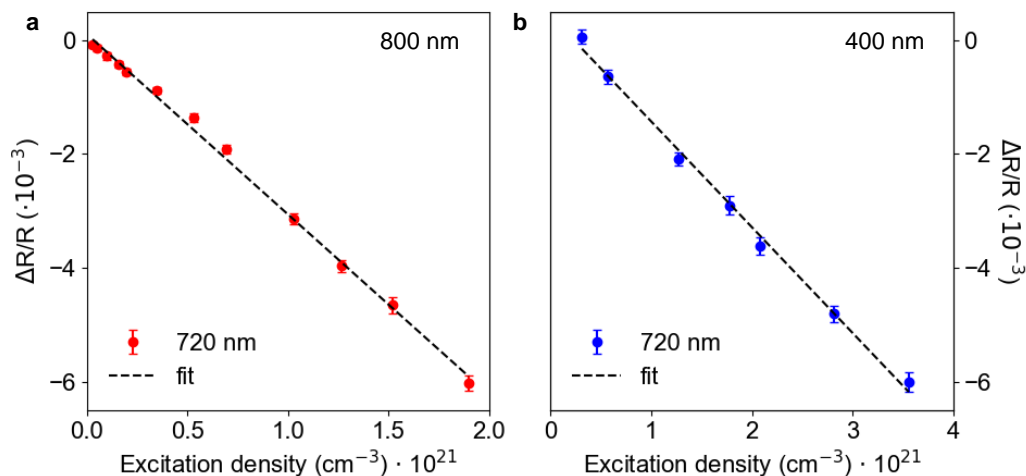 a
800 nm
0
−2
−4
−6
ΔR/R (·10⁻³)
720 nm
fit
0.0 0.5 1.0 1.5 2.0
Excitation density (cm⁻³) · 10²¹
b
400 nm
0
−2
−4
−6
ΔR/R (·10⁻³)
720 nm
fit
0 1 2 3 4
Excitation density (cm⁻³) · 10²¹